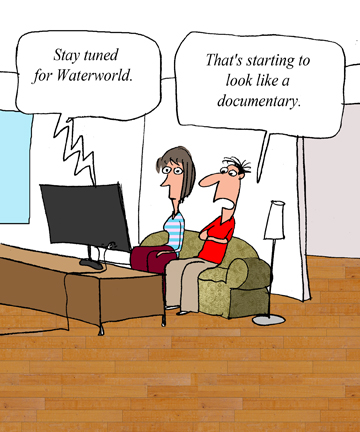 Stay tuned
for Waterworld.
That's starting to
look like a
documentary.